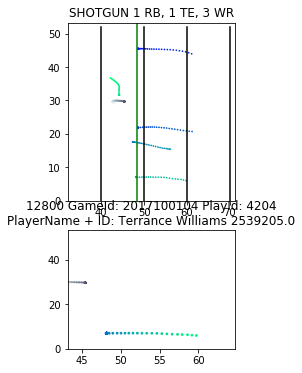 SHOTGUN 1 RB, 1 TE, 3 WR
50
40
30
20
10
0
40 50 60 70
12800 GameId: 2017100104 PlayId: 4204
PlayerName + ID: Terrance Williams 2539205.0
40
20
0
45 50 55 60